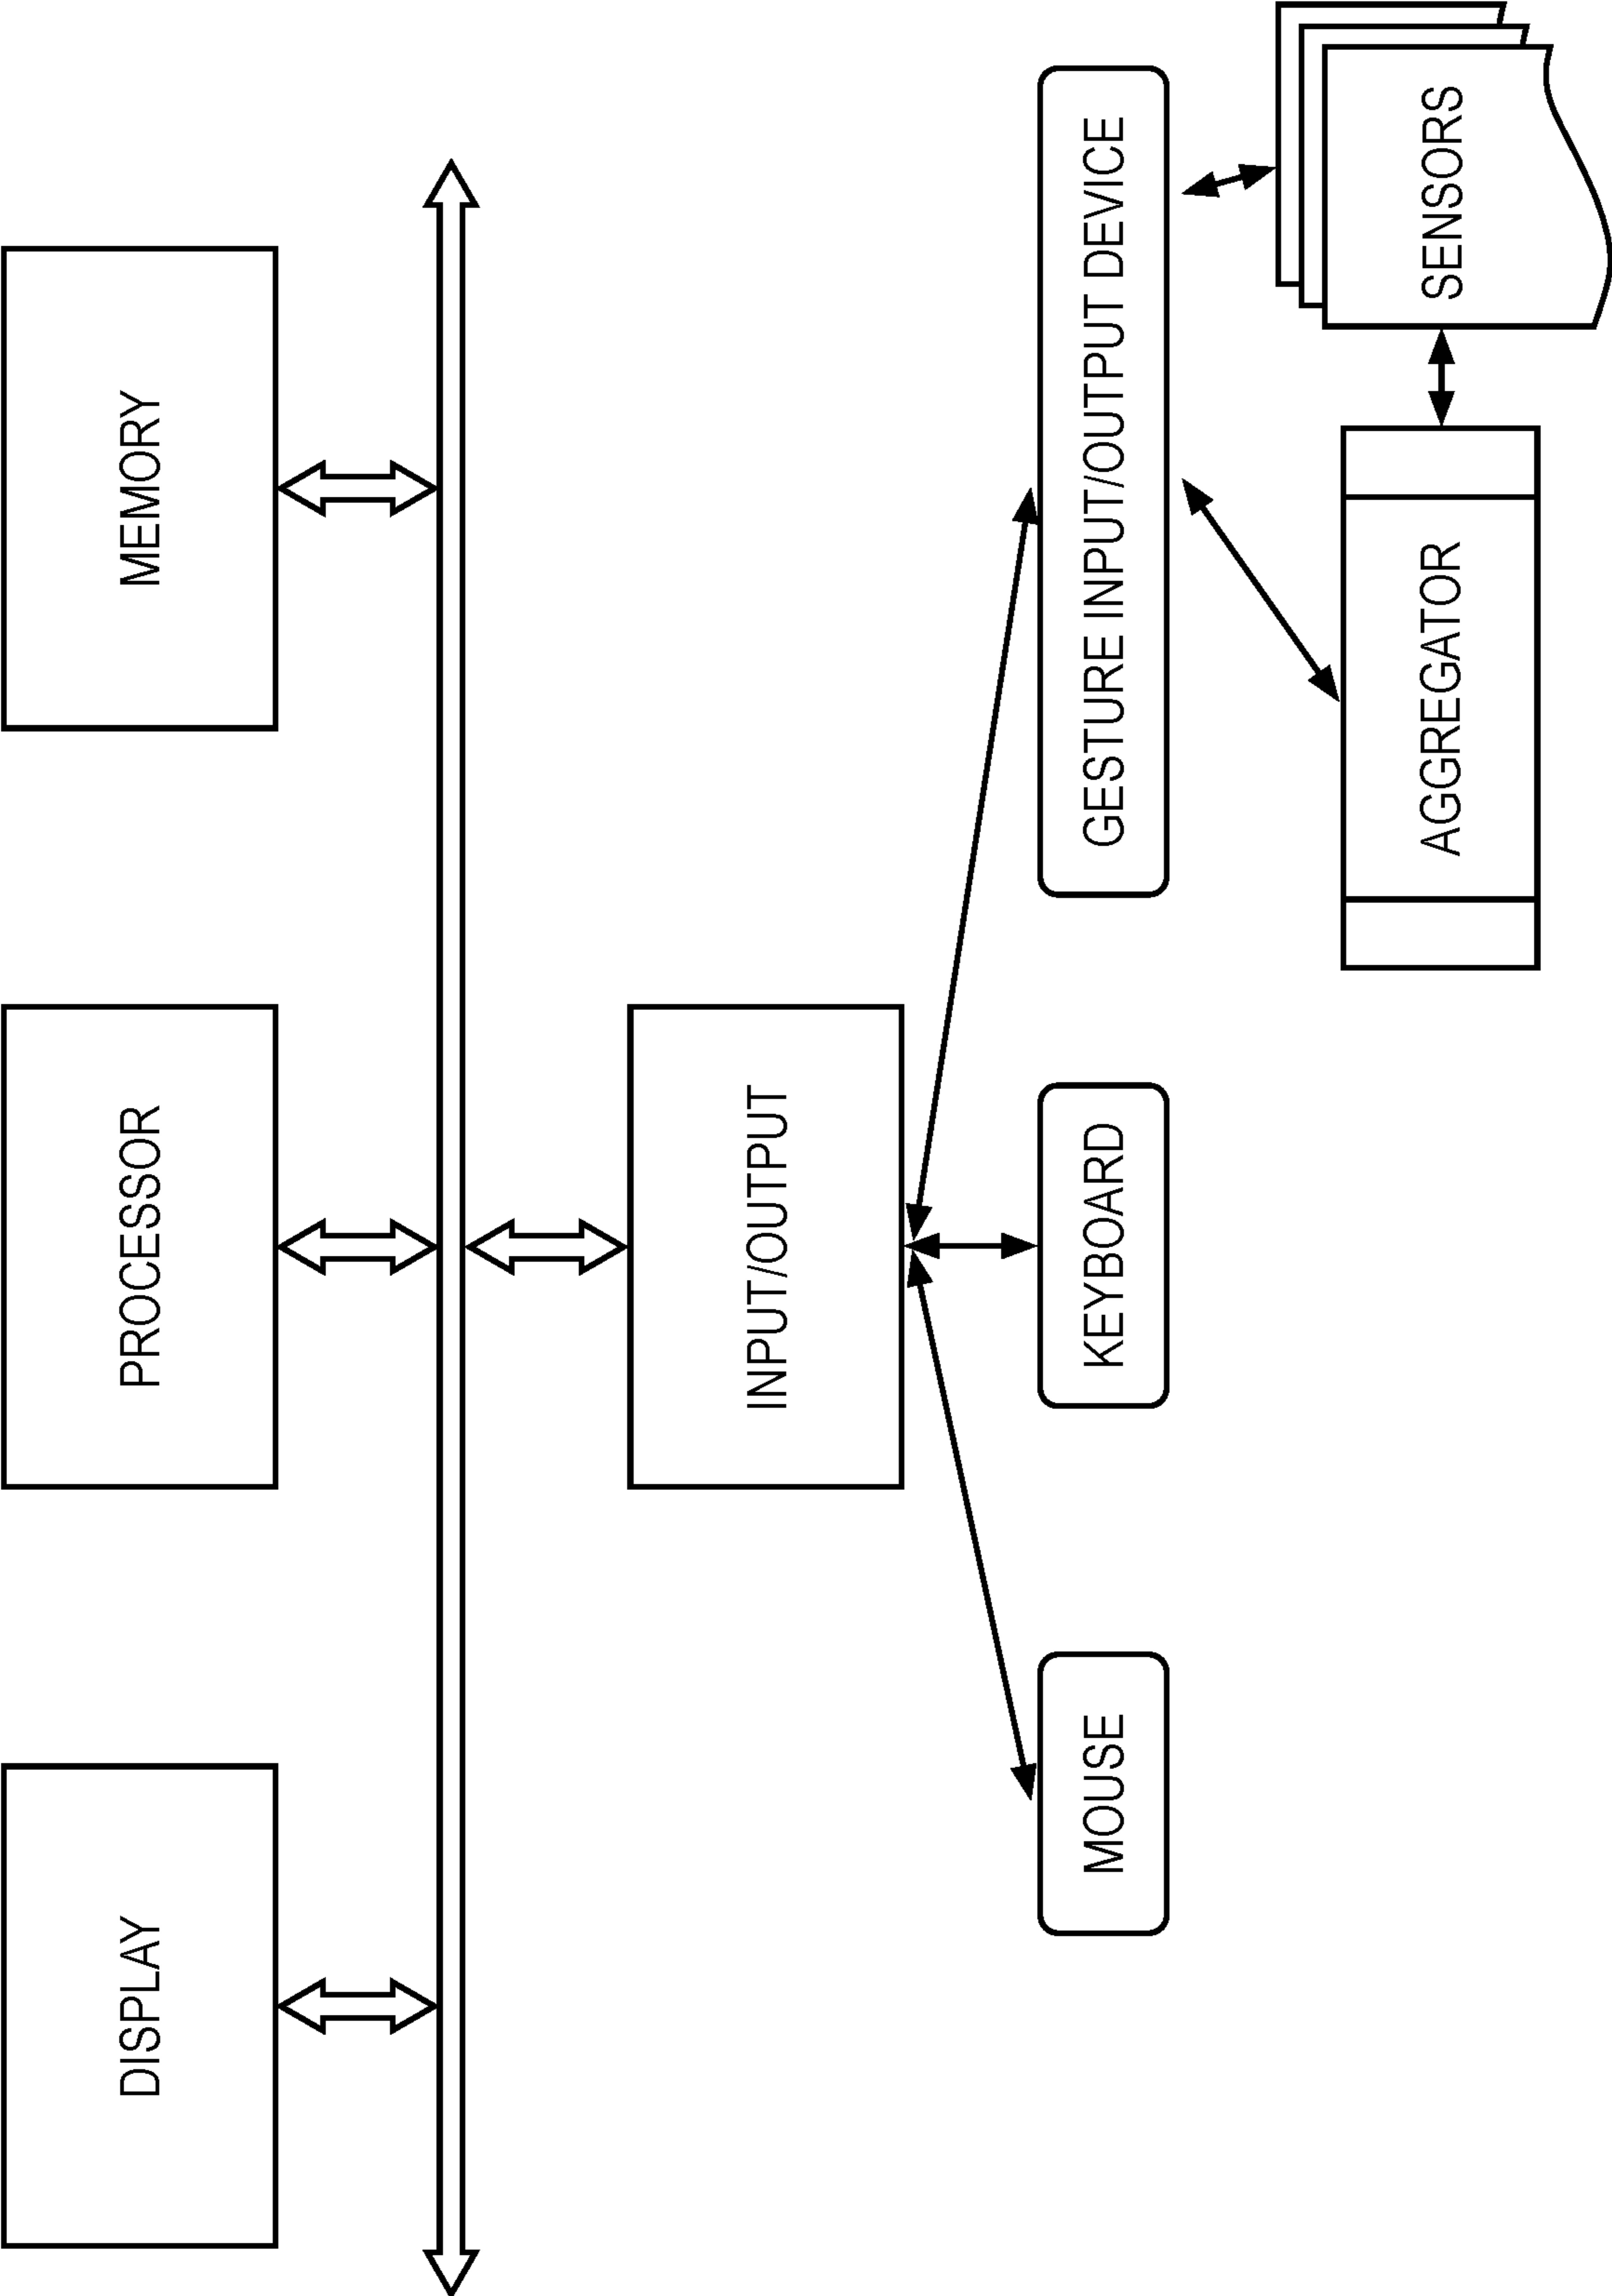 DISPLAY
PROCESSOR
MEMORY
INPUT/OUTPUT
MOUSE
KEYBOARD
GESTURE INPUT/OUTPUT DEVICE
AGGREGATOR
SENSORS